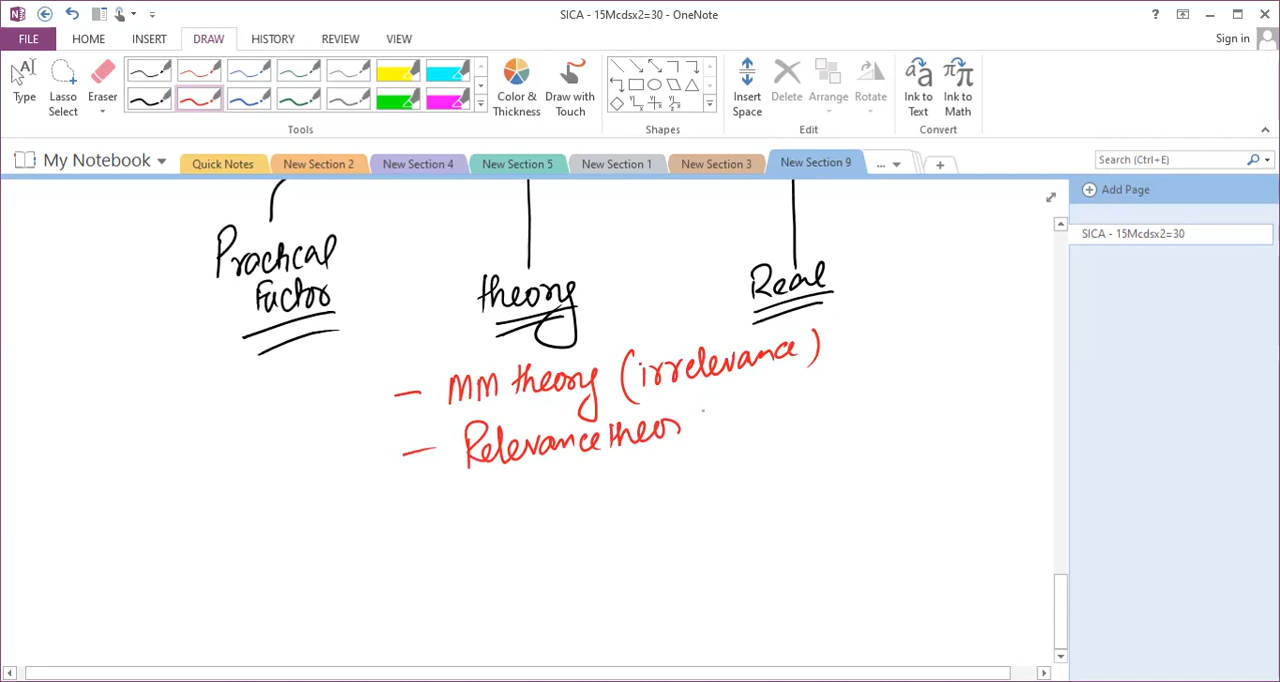 SICA - 15Mcdsx2=30 - OneNote
?
Sign in
FILE HOME INSERT DRAW HISTORY REVIEW VIEW
Type
Lasso Select
Eraser
Color & Thickness
Draw with Touch
Insert Space
Delete
Arrange
Rotate
Ink to Text
Ink to Math
Tools
Shapes
Edit
Convert
My Notebook
Quick Notes
New Section 2
New Section 4
New Section 5
New Section 1
New Section 3
New Section 9
...
Search (Ctrl+E)
Add Page
SICA - 15Mcdsx2=30
Practical
Factor
theory
Real
- MM theory (irrelevance)
- Relevance theor